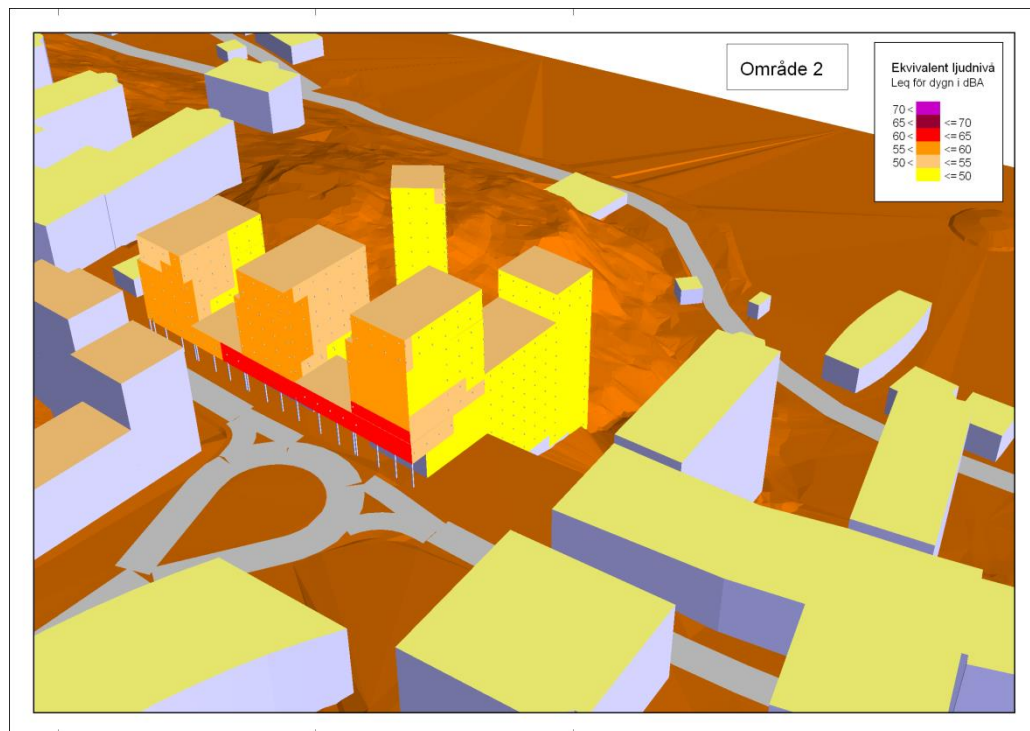 Område 2
Ekvivalent ljudnivå
Leq för dygn i dBA
70 <
65 < <= 70
60 < <= 65
55 < <= 60
50 < <= 55
<= 50